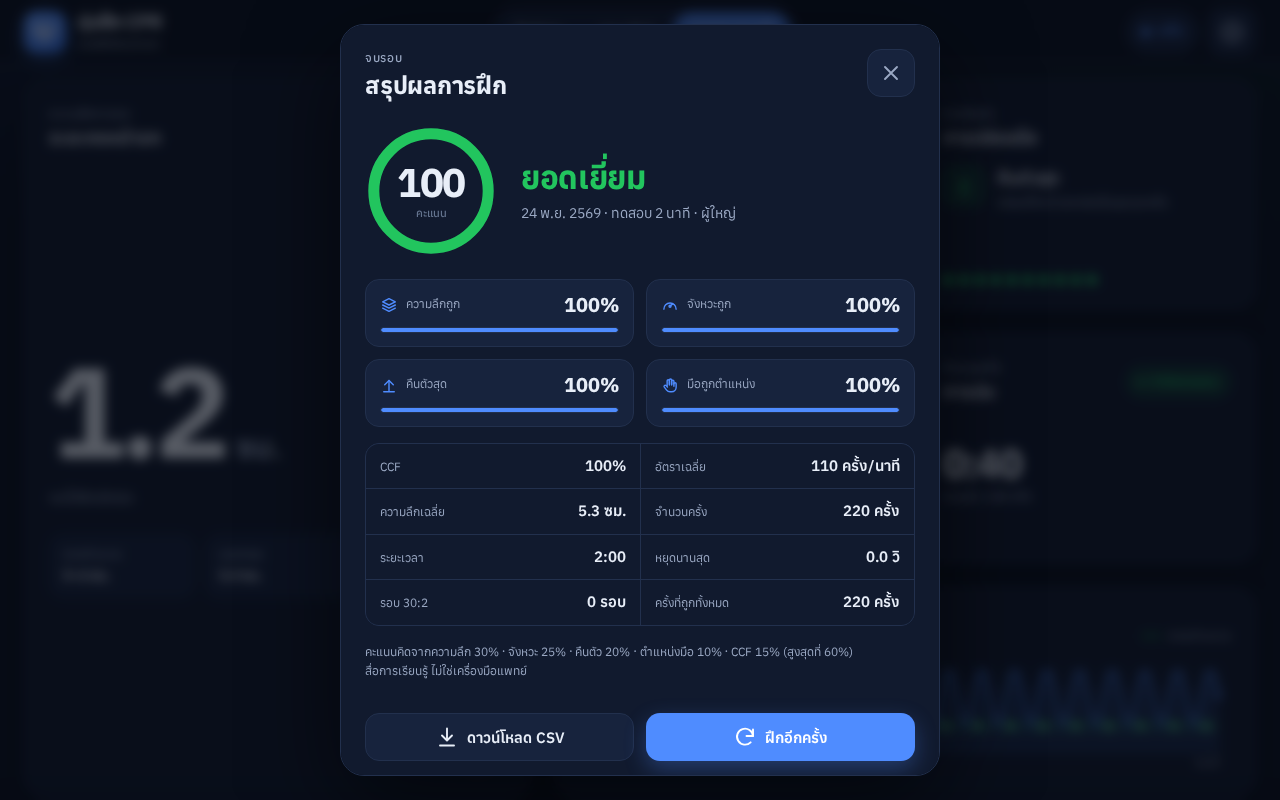 จบรอบ
สรุปผลการฝึก
100
คะแนน
ยอดเยี่ยม
24 พ.ย. 2569 · ทดสอบ 2 นาที · ผู้ใหญ่
ความลึกถูก 100%
จังหวะถูก 100%
คืนตัวสุด 100%
มือถูกตำแหน่ง 100%
CCF 100%
อัตราเฉลี่ย 110 ครั้ง/นาที
ความลึกเฉลี่ย 5.3 ซม.
จำนวนครั้ง 220 ครั้ง
ระยะเวลา 2:00
หยุดนานสุด 0.0 วิ
รอบ 30:2 0 รอบ
ครั้งที่ถูกทั้งหมด 220 ครั้ง
คะแนนคิดจากความลึก 30% · จังหวะ 25% · คืนตัว 20% · ตำแหน่งมือ 10% · CCF 15% (สูงสุดที่ 60%)
สื่อการเรียนรู้ ไม่ใช่เครื่องมือแพทย์
ดาวน์โหลด CSV
ฝึกอีกครั้ง
1.2
0:40